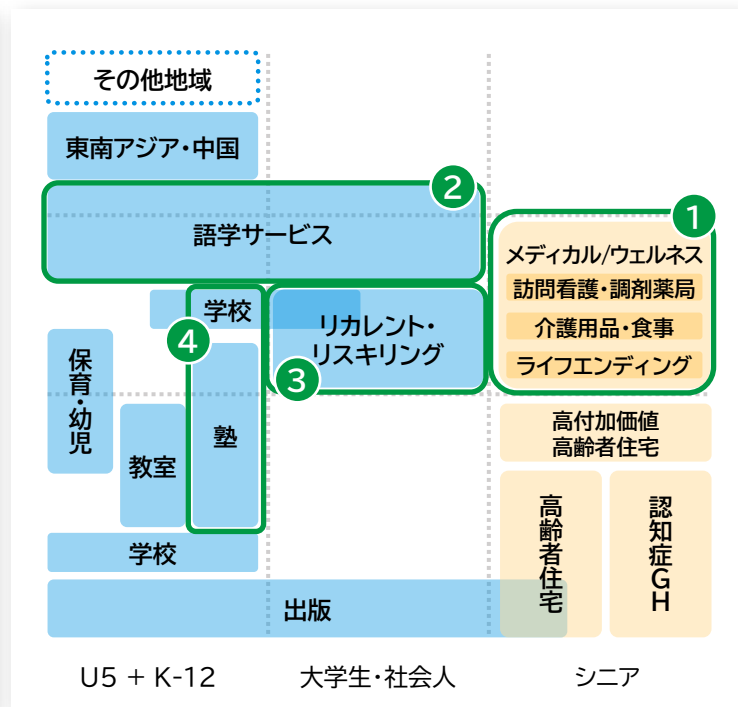 その他地域
東南アジア・中国
2
語学サービス
1
メディカル/ウェルネス
訪問看護・調剤薬局
介護用品・食事
ライフエンディング
学校
4
リカレント・
リスキリング
3
保育・幼児
塾
教室
高付加価値
高齢者住宅
高齢者住宅
認知症GH
学校
出版
U5 + K-12
大学生・社会人
シニア